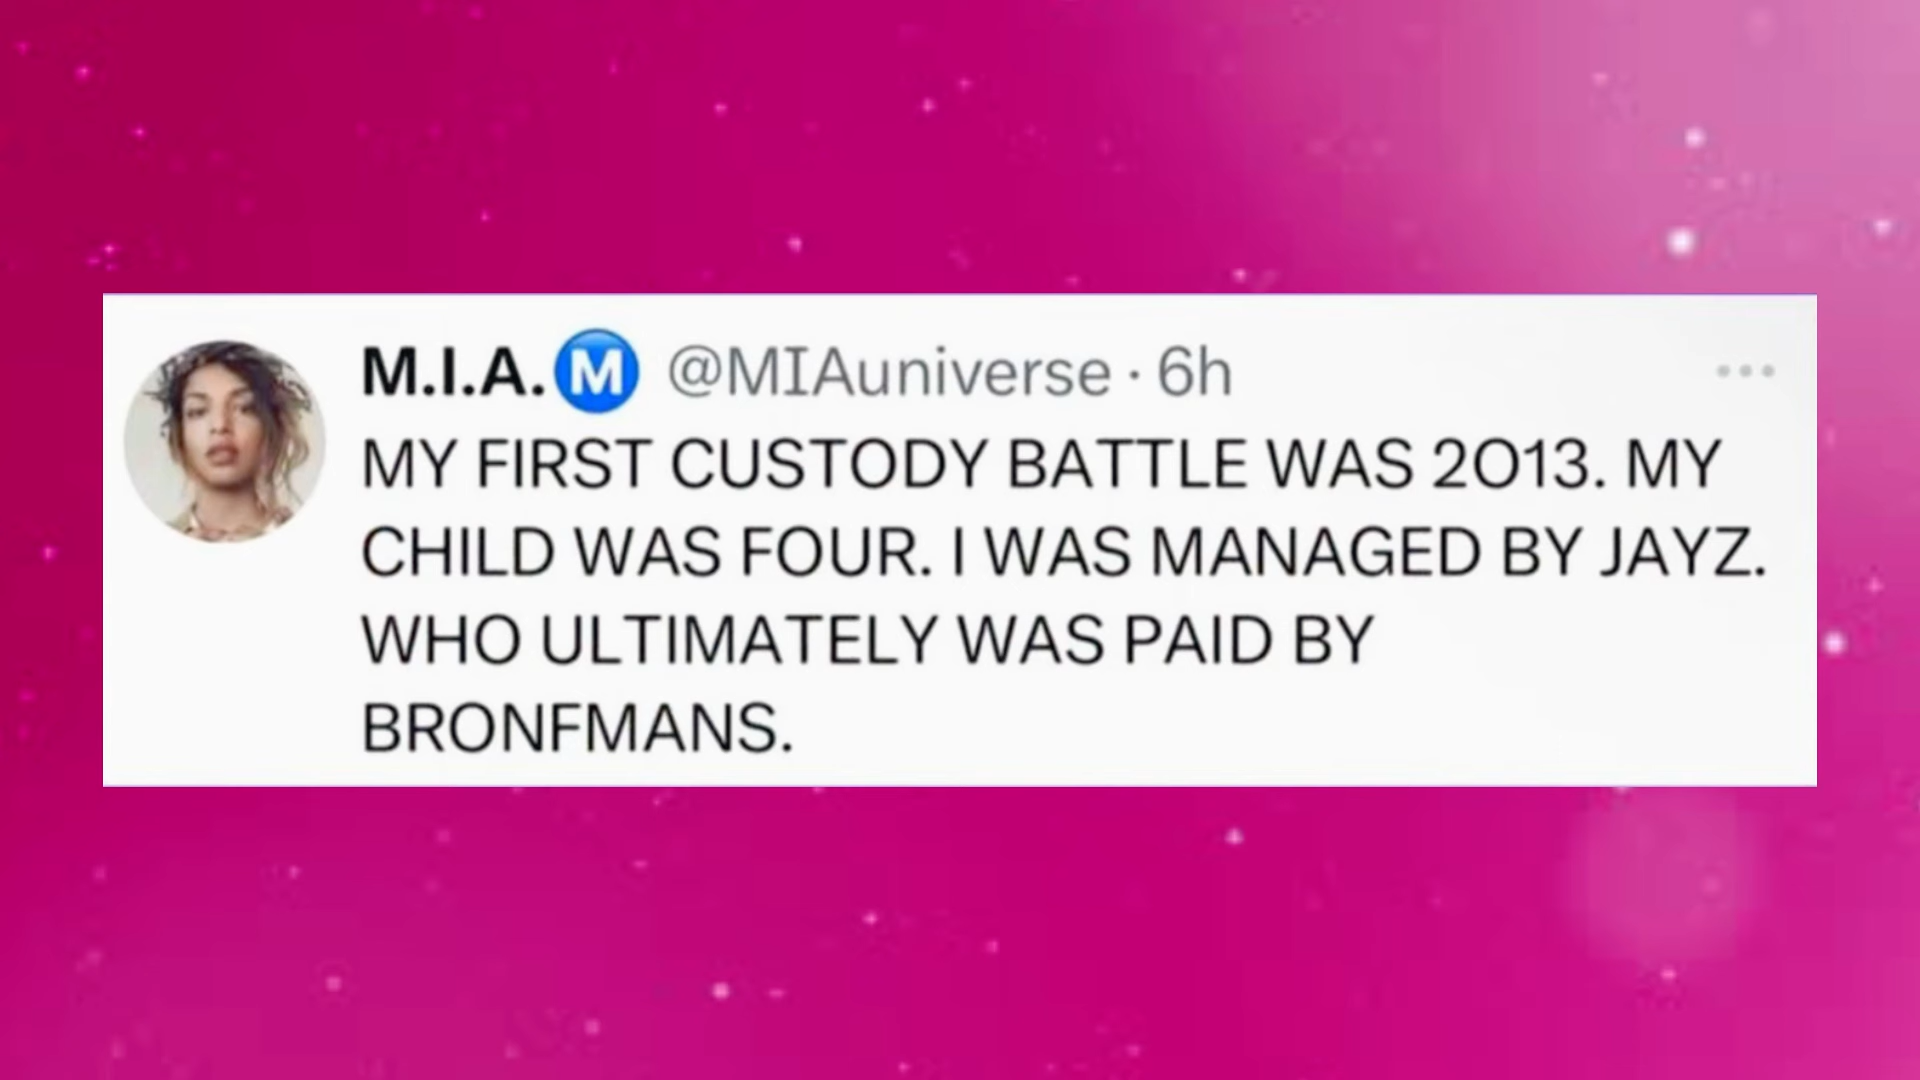 M.I.A.Ⓜ️ @MIAuniverse · 6h
MY FIRST CUSTODY BATTLE WAS 2O13. MY
CHILD WAS FOUR. I WAS MANAGED BY JAYZ.
WHO ULTIMATELY WAS PAID BY
BRONFMANS.